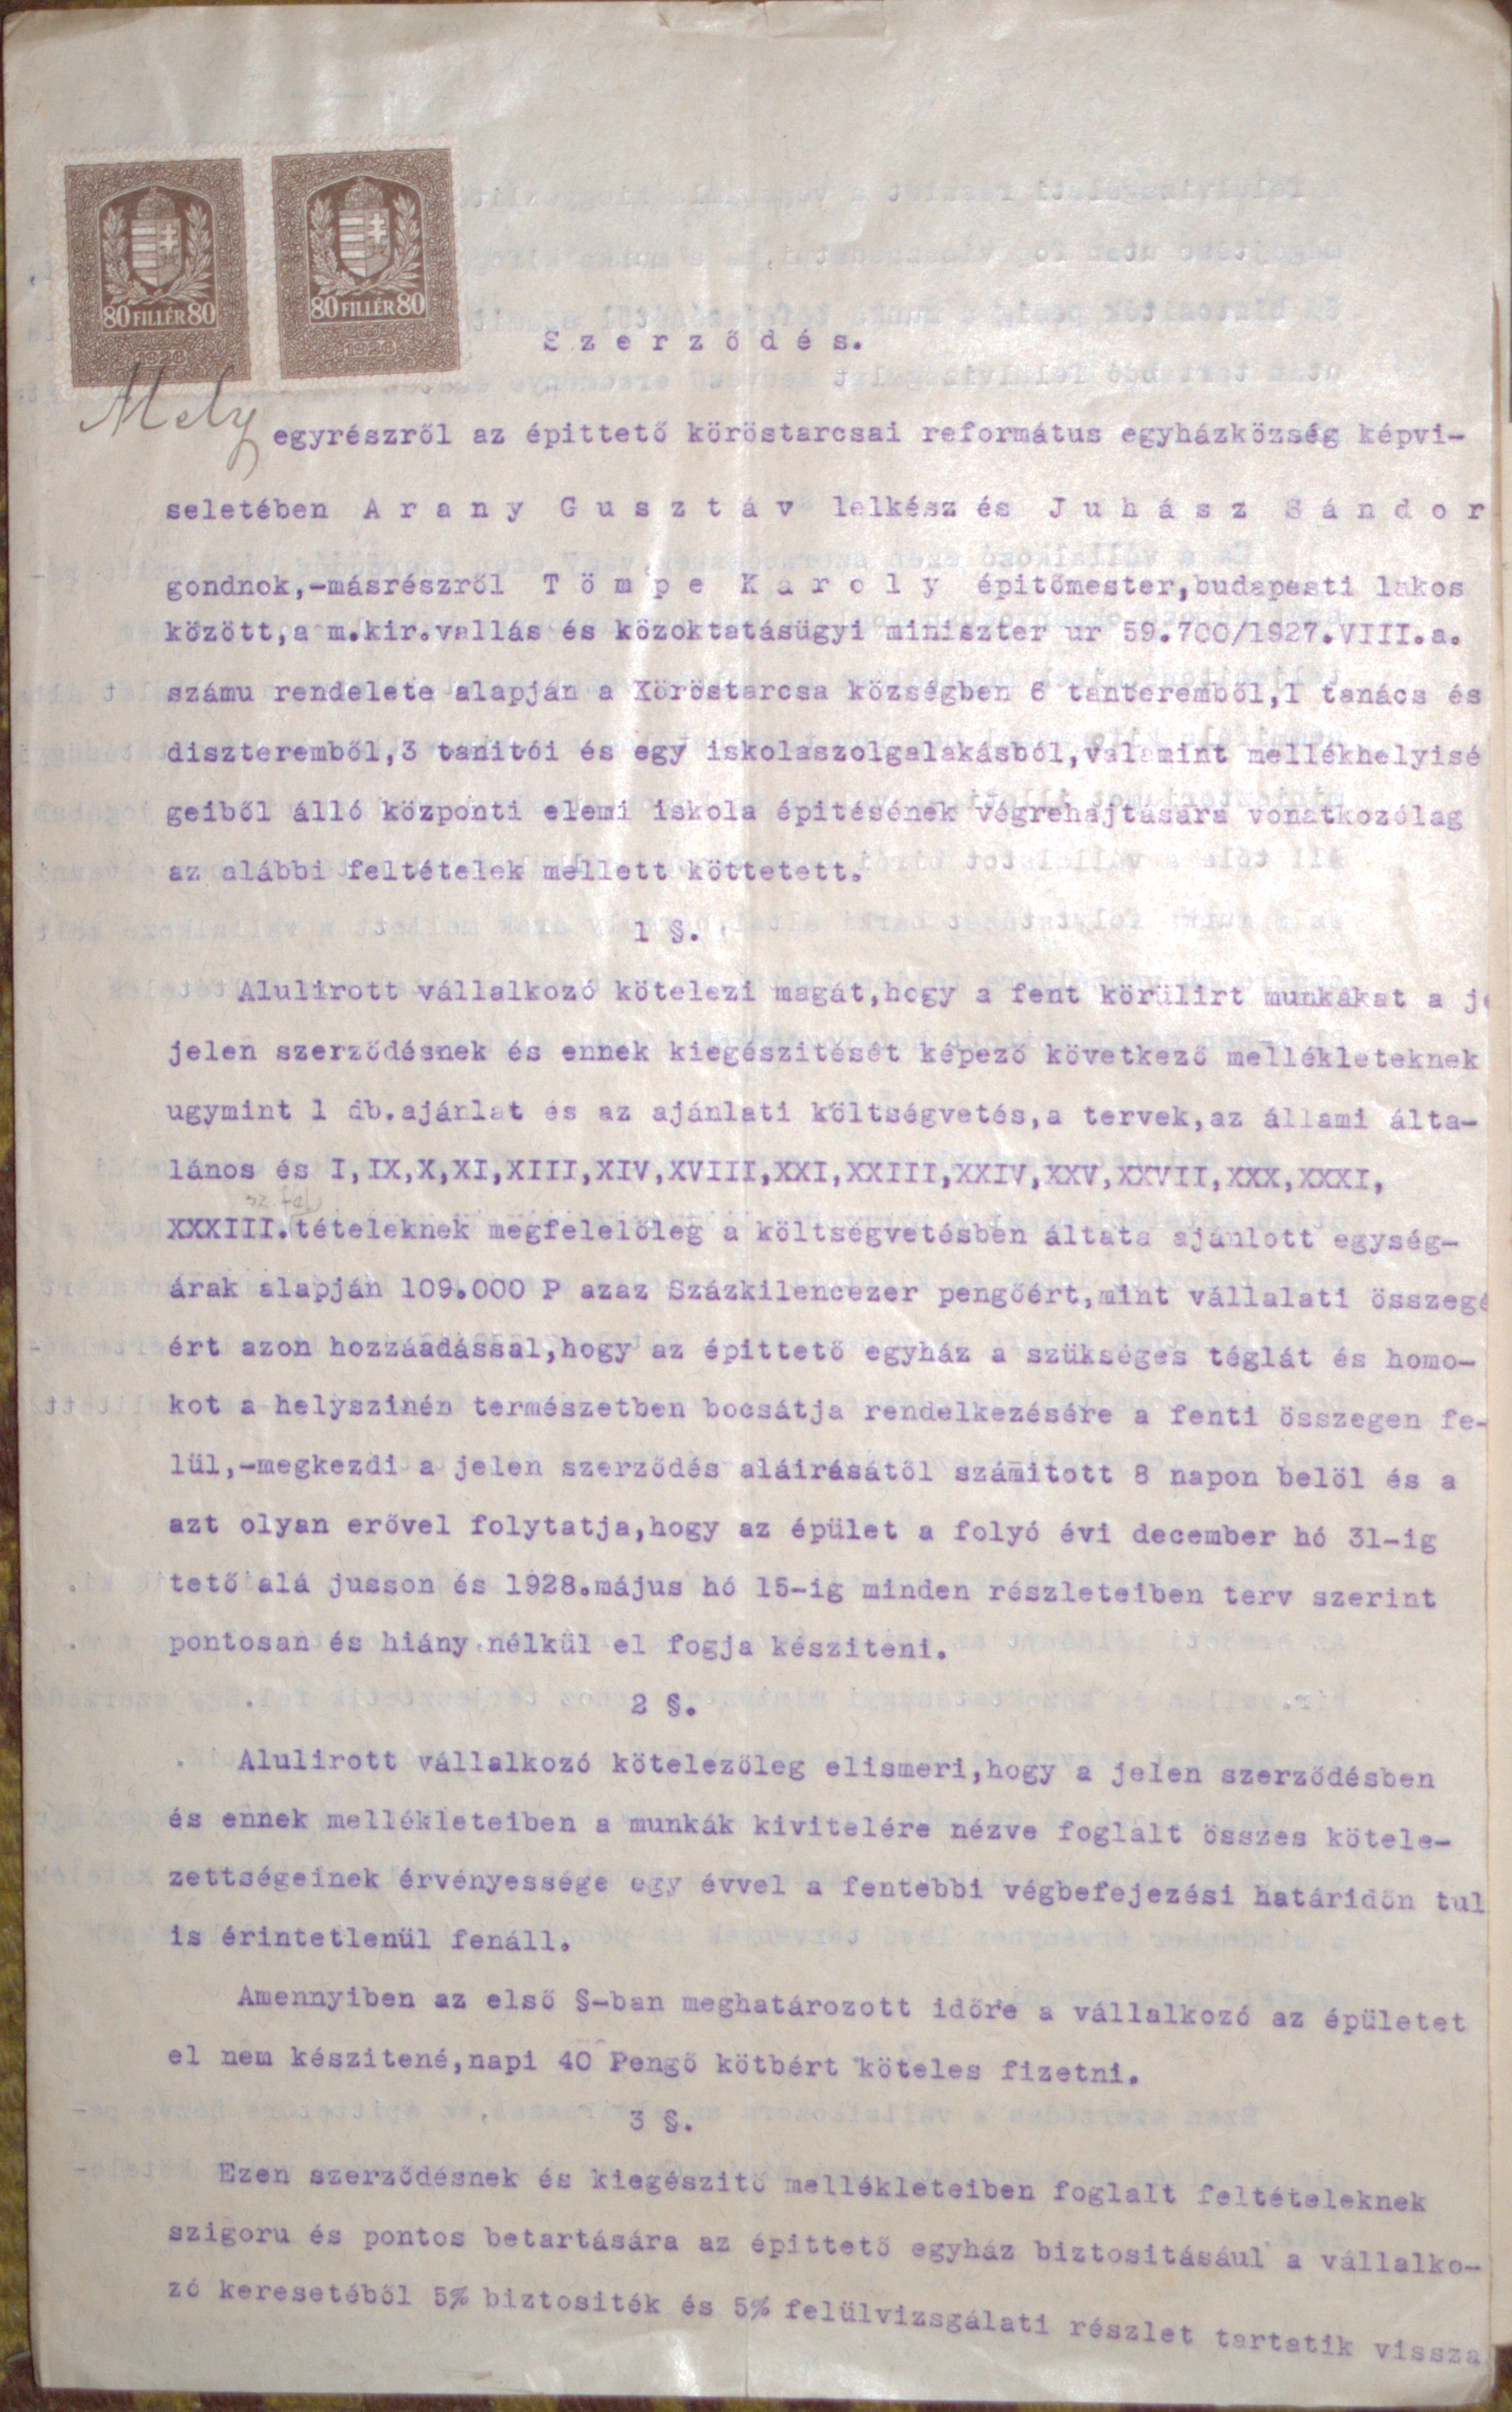 80 FILLÉR 80
80 FILLÉR 80
1926
1926
Szerződés.
Mely
egyrészről az épittető köröstarcsai református egyházközség képvi-
seletében Arany Gusztáv lelkész és Juhász Sándor
gondnok,-másrészről Tömpe Károly épitőmester,budapesti lakos
között,a m.kir.vallás és közoktatásügyi miniszter ur 59.700/1927.VIII.a.
számu rendelete alapján a Köröstarcsa községben 6 tanteremből,1 tanács és
diszteremből,3 tanitói és egy iskolaszolgalakásból,valamint mellékhelyisé
geiből álló központi elemi iskola épitésének végrehajtására vonatkozólag
az alábbi feltételek mellett köttetett.
1 §.
Alulirott vállalkozó kötelezi magát,hogy a fent körülirt munkákat a je
jelen szerződésnek és ennek kiegészitését képező következő mellékleteknek
ugymint 1 db.ajánlat és az ajánlati költségvetés,a tervek,az állami álta-
lános és I,IX,X,XI,XIII,XIV,XVIII,XXI,XXIII,XXIV,XXV,XXVII,XXX,XXXI,
XXXIII.tételeknek megfelelőleg a költségvetésben áltata ajánlott egység-
árak alapján 109.000 P azaz Százkilencezer pengőért,mint vállalati összegé
ért azon hozzáadással,hogy az épittető egyház a szükséges téglát és homo-
kot a helyszinén természetben bocsátja rendelkezésére a fenti összegen fe-
lül,-megkezdi a jelen szerződés aláirásától számitott 8 napon belöl és a
azt olyan erővel folytatja,hogy az épület a folyó évi december hó 31-ig
tető alá jusson és 1928.május hó 15-ig minden részleteiben terv szerint
pontosan és hiány nélkül el fogja késziteni.
2 §.
Alulirott vállalkozó kötelezőleg elismeri,hogy a jelen szerződésben
és ennek mellékleteiben a munkák kivitelére nézve foglalt összes kötele-
zettségeinek érvényessége egy évvel a fentebbi végbefejezési határidőn tul
is érintetlenül fenáll.
Amennyiben az első §-ban meghatározott időre a vállalkozó az épületet
el nem készitené,napi 40 Pengő kötbért köteles fizetni.
3 §.
Ezen szerződésnek és kiegészitő mellékleteiben foglalt feltételeknek
szigoru és pontos betartására az épittető egyház biztositásául a vállalko-
zó keresetéből 5% biztositék és 5% felülvizsgálati részlet tartatik vissza